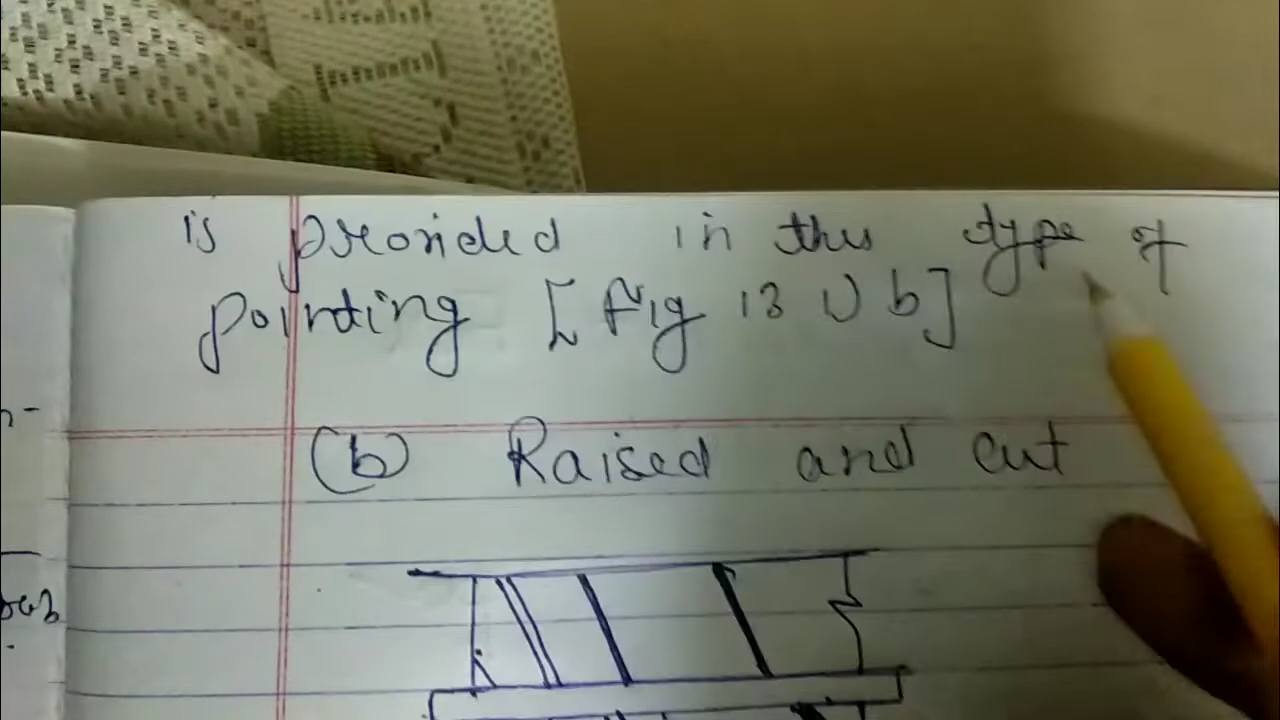 is provided in this type of
pointing [Fig 13 U b]
(b) Raised and cut